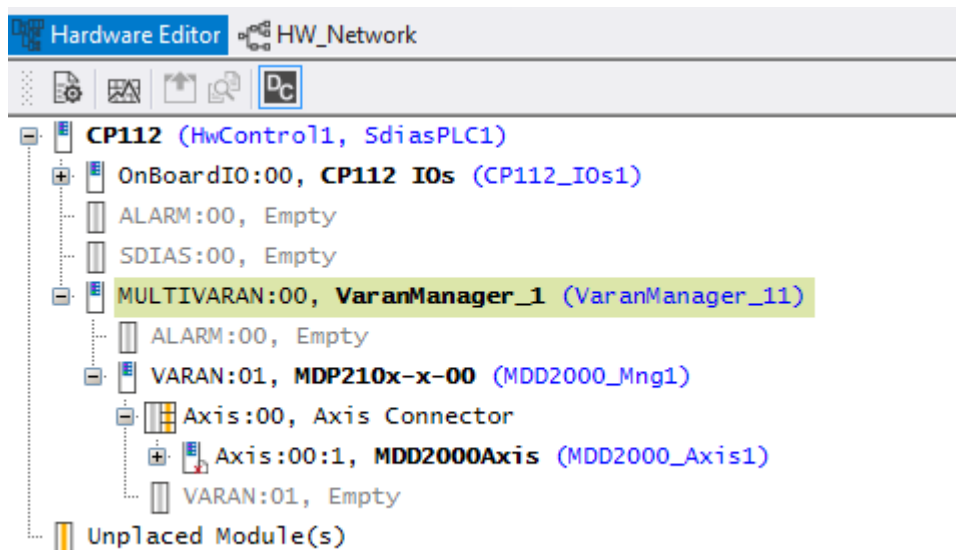 Hardware Editor HW_Network
DC
CP112 (HwControl1, SdiasPLC1)
OnBoardIO:00, CP112 IOs (CP112_IOs1)
ALARM:00, Empty
SDIAS:00, Empty
MULTIVARAN:00, VaranManager_1 (VaranManager_11)
ALARM:00, Empty
VARAN:01, MDP210x-x-00 (MDD2000_Mng1)
Axis:00, Axis Connector
Axis:00:1, MDD2000Axis (MDD2000_Axis1)
VARAN:01, Empty
Unplaced Module(s)